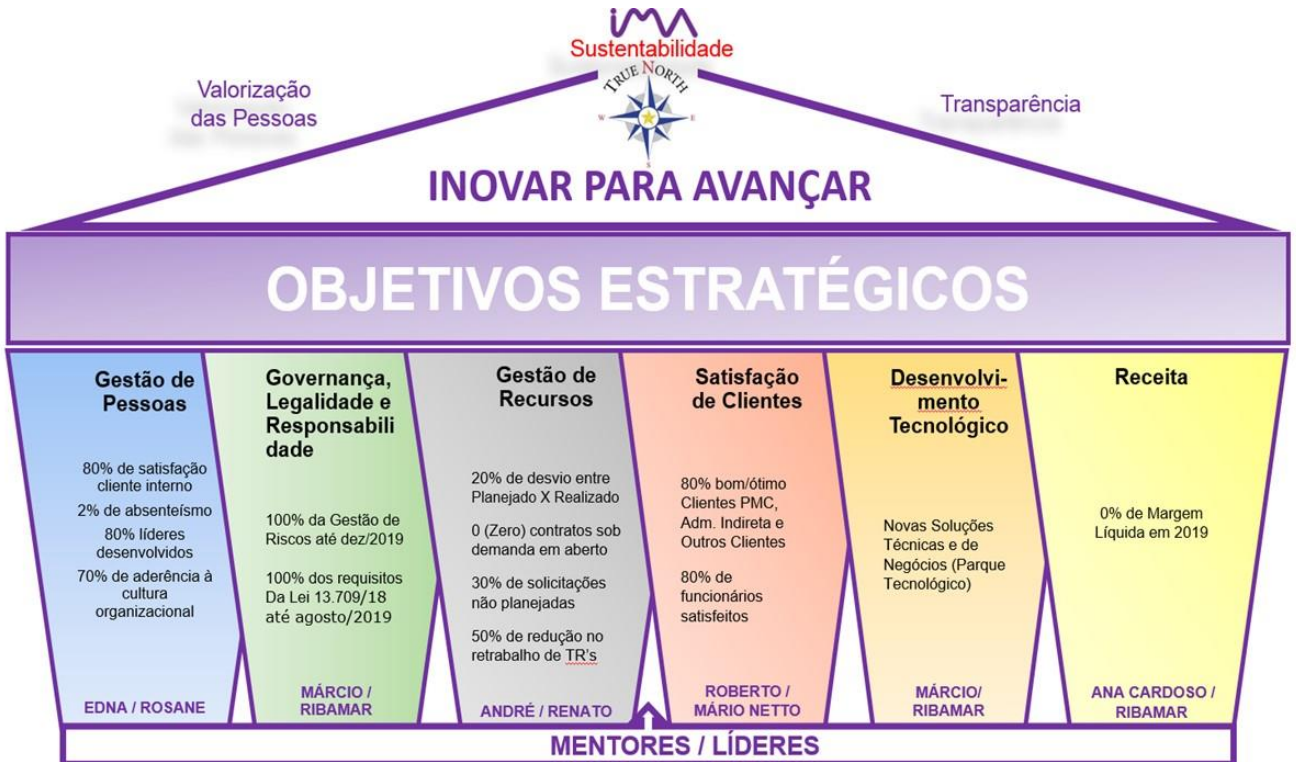 ima
Sustentabilidade
TRUE NORTH
W
E
S
Valorização
das Pessoas
Transparência
INOVAR PARA AVANÇAR
OBJETIVOS ESTRATÉGICOS
Gestão de
Pessoas
80% de satisfação
cliente interno
2% de absenteísmo
80% líderes
desenvolvidos
70% de aderência à
cultura
organizacional
EDNA / ROSANE
Governança,
Legalidade e
Responsabili
dade
100% da Gestão de
Riscos até dez/2019
100% dos requisitos
Da Lei 13.709/18
até agosto/2019
MÁRCIO /
RIBAMAR
Gestão de
Recursos
20% de desvio entre
Planejado X Realizado
0 (Zero) contratos sob
demanda em aberto
30% de solicitações
não planejadas
50% de redução no
retrabalho de TR's
ANDRÉ / RENATO
Satisfação
de Clientes
80% bom/ótimo
Clientes PMC,
Adm. Indireta e
Outros Clientes
80% de
funcionários
satisfeitos
ROBERTO /
MÁRIO NETTO
Desenvolvi-
mento
Tecnológico
Novas Soluções
Técnicas e de
Negócios (Parque
Tecnológico)
MÁRCIO/
RIBAMAR
Receita
0% de Margem
Líquida em 2019
ANA CARDOSO /
RIBAMAR
MENTORES / LÍDERES